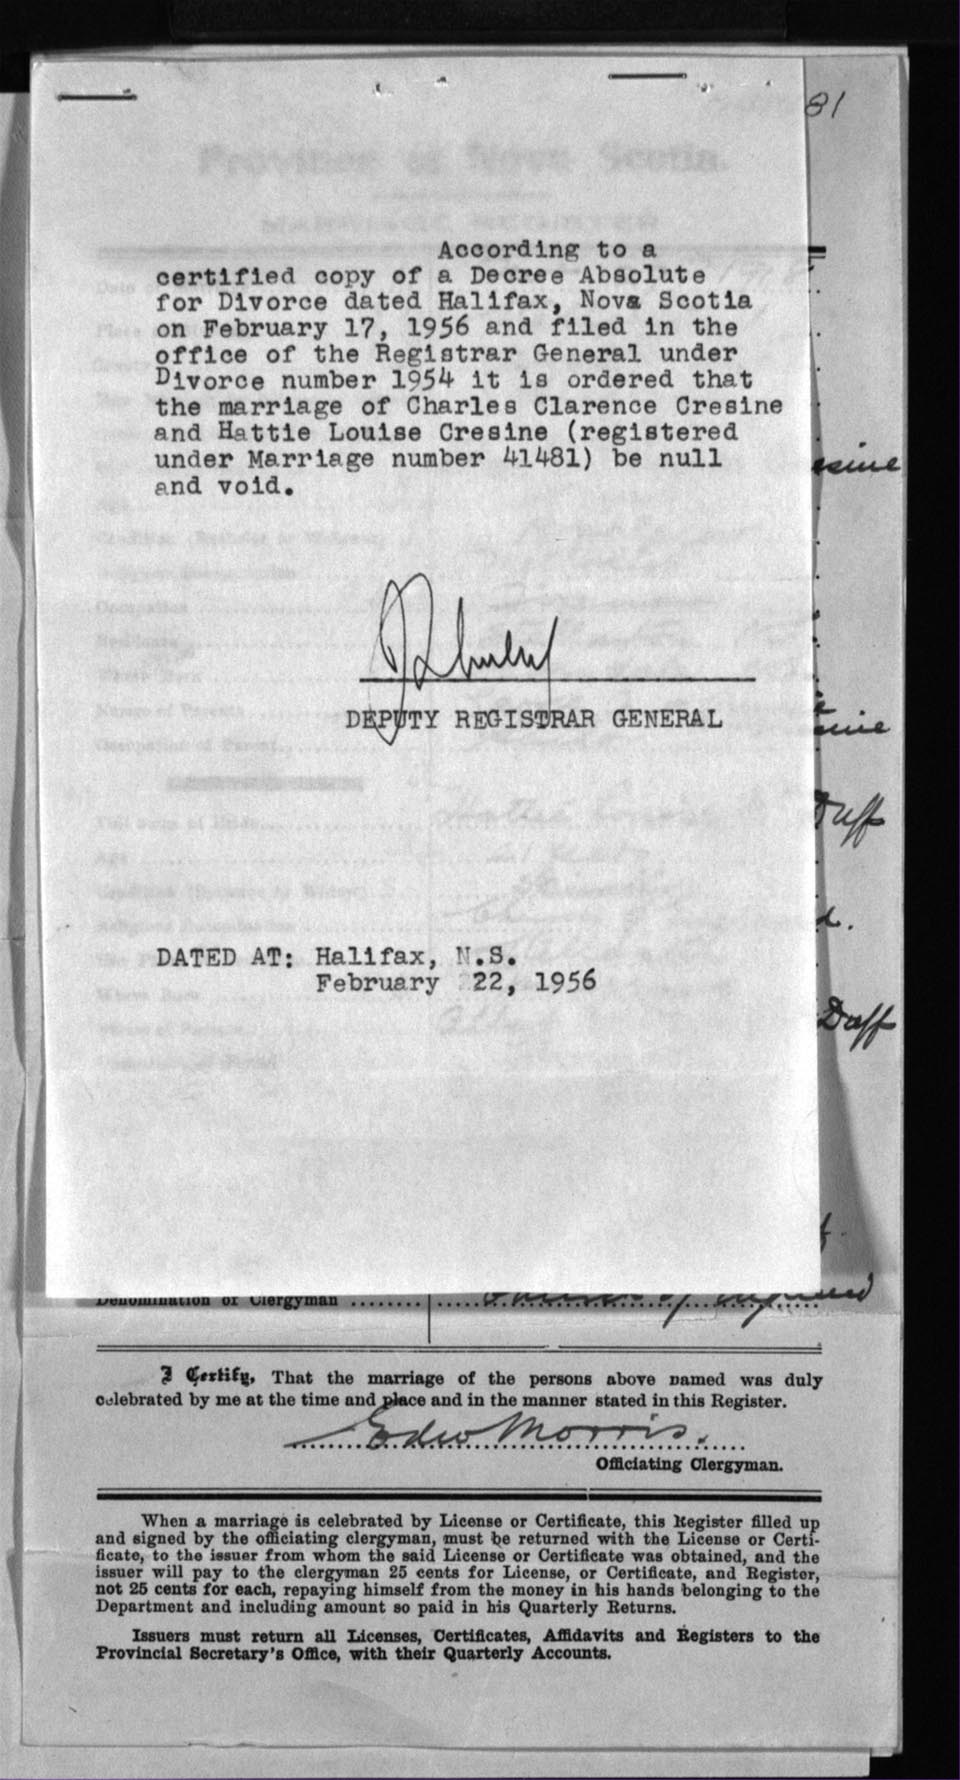 81
Province of Nova Scotia
MARRIAGE REGISTER
According to a
certified copy of a Decree Absolute
for Divorce dated Halifax, Nova Scotia
on February 17, 1956 and filed in the
office of the Registrar General under
Divorce number 1954 it is ordered that
the marriage of Charles Clarence Cresine
and Hattie Louise Cresine (registered
under Marriage number 41481) be null
and void.
DEPUTY REGISTRAR GENERAL
Duff
d.
DATED AT: Halifax, N.S.
February 22, 1956
Duff
Denomination of Clergyman
I Certify, That the marriage of the persons above named was duly
celebrated by me at the time and place and in the manner stated in this Register.
Edw Morris.
Officiating Clergyman.
When a marriage is celebrated by License or Certificate, this Register filled up
and signed by the officiating clergyman, must be returned with the License or Certi-
ficate, to the issuer from whom the said License or Certificate was obtained, and the
issuer will pay to the clergyman 25 cents for License, or Certificate, and Register,
not 25 cents for each, repaying himself from the money in his hands belonging to the
Department and including amount so paid in his Quarterly Returns.
Issuers must return all Licenses, Certificates, Affidavits and Registers to the
Provincial Secretary's Office, with their Quarterly Accounts.